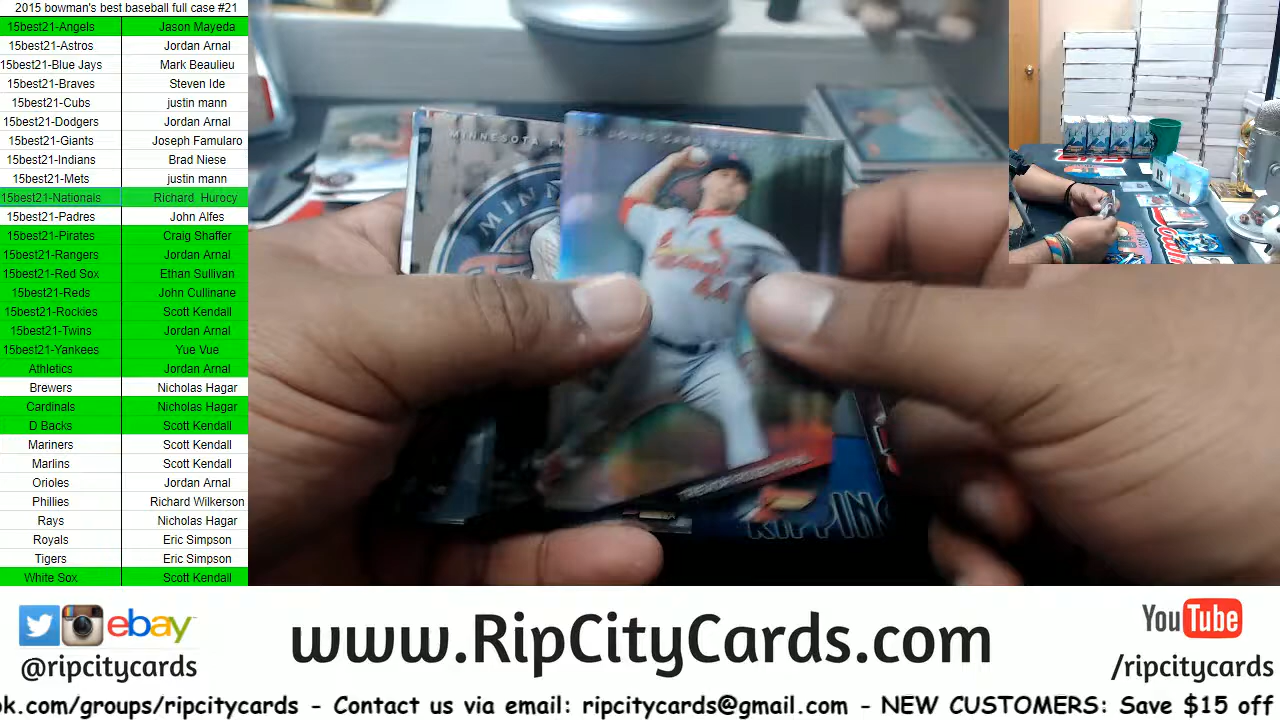 2015 bowman's best baseball full case #21
15best21-Angels Jason Mayeda
15best21-Astros Jordan Arnal
15best21-Blue Jays Mark Beaulieu
15best21-Braves Steven Ide
15best21-Cubs justin mann
15best21-Dodgers Jordan Arnal
15best21-Giants Joseph Famularo
15best21-Indians Brad Niese
15best21-Mets justin mann
15best21-Nationals Richard Hurocy
15best21-Padres John Alfes
15best21-Pirates Craig Shaffer
15best21-Rangers Jordan Arnal
15best21-Red Sox Ethan Sullivan
15best21-Reds John Cullinane
15best21-Rockies Scott Kendall
15best21-Twins Jordan Arnal
15best21-Yankees Yue Vue
Athletics Jordan Arnal
Brewers Nicholas Hagar
Cardinals Nicholas Hagar
D Backs Scott Kendall
Mariners Scott Kendall
Marlins Scott Kendall
Orioles Jordan Arnal
Phillies Richard Wilkerson
Rays Nicholas Hagar
Royals Eric Simpson
Tigers Eric Simpson
White Sox Scott Kendall
MINNESOTA
MINN
ST. LOUIS CARDINALS
Cardinals
44
RIPPIN
ebay
@ripcitycards
www.RipCityCards.com
YouTube
/ripcitycards
ok.com/groups/ripcitycards - Contact us via email: ripcitycards@gmail.com - NEW CUSTOMERS: Save $15 off